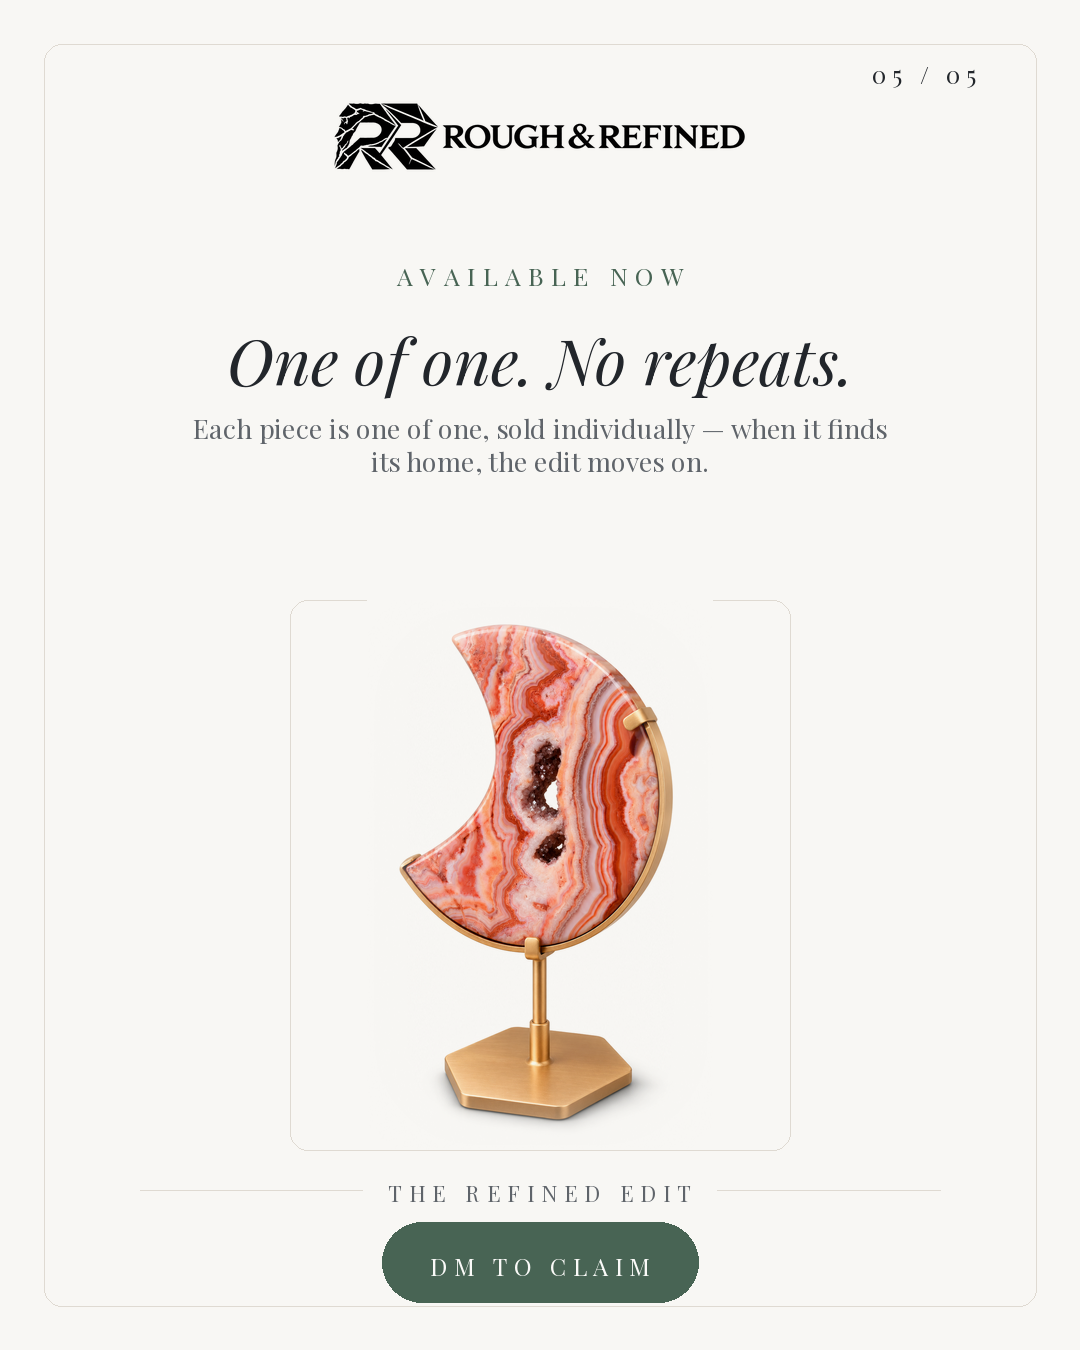 05 / 05
RR ROUGH & REFINED
AVAILABLE NOW
One of one. No repeats.
Each piece is one of one, sold individually — when it finds
its home, the edit moves on.
THE REFINED EDIT
DM TO CLAIM